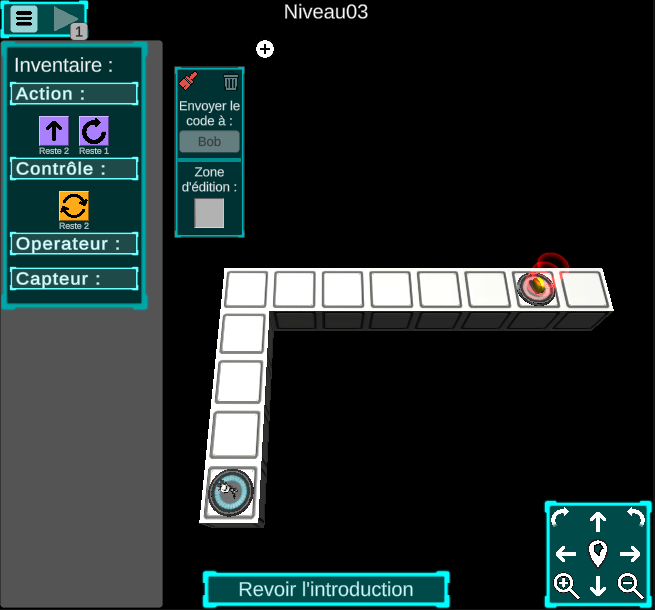 Niveau03
1
Inventaire :
Action :
Reste 2
Reste 1
Contrôle :
Reste 2
Operateur :
Capteur :
Envoyer le
code à :
Bob
Zone
d'édition :
Revoir l'introduction